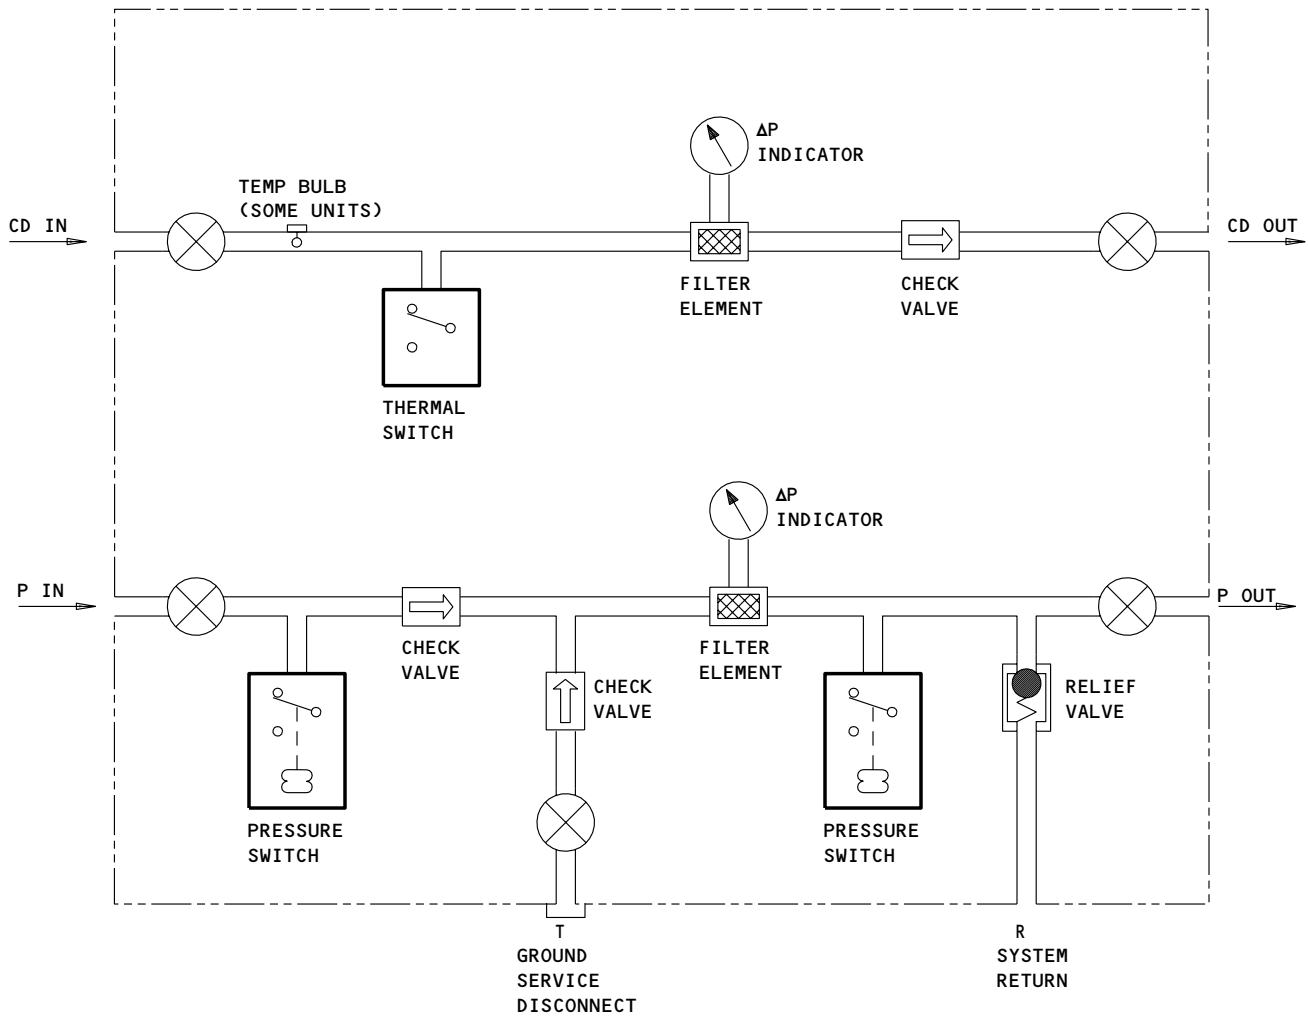 ΔP
INDICATOR
TEMP BULB
(SOME UNITS)
CD IN
CD OUT
FILTER
ELEMENT
CHECK
VALVE
THERMAL
SWITCH
ΔP
INDICATOR
P IN
P OUT
CHECK
VALVE
FILTER
ELEMENT
CHECK
VALVE
RELIEF
VALVE
PRESSURE
SWITCH
PRESSURE
SWITCH
T
GROUND
SERVICE
DISCONNECT
R
SYSTEM
RETURN